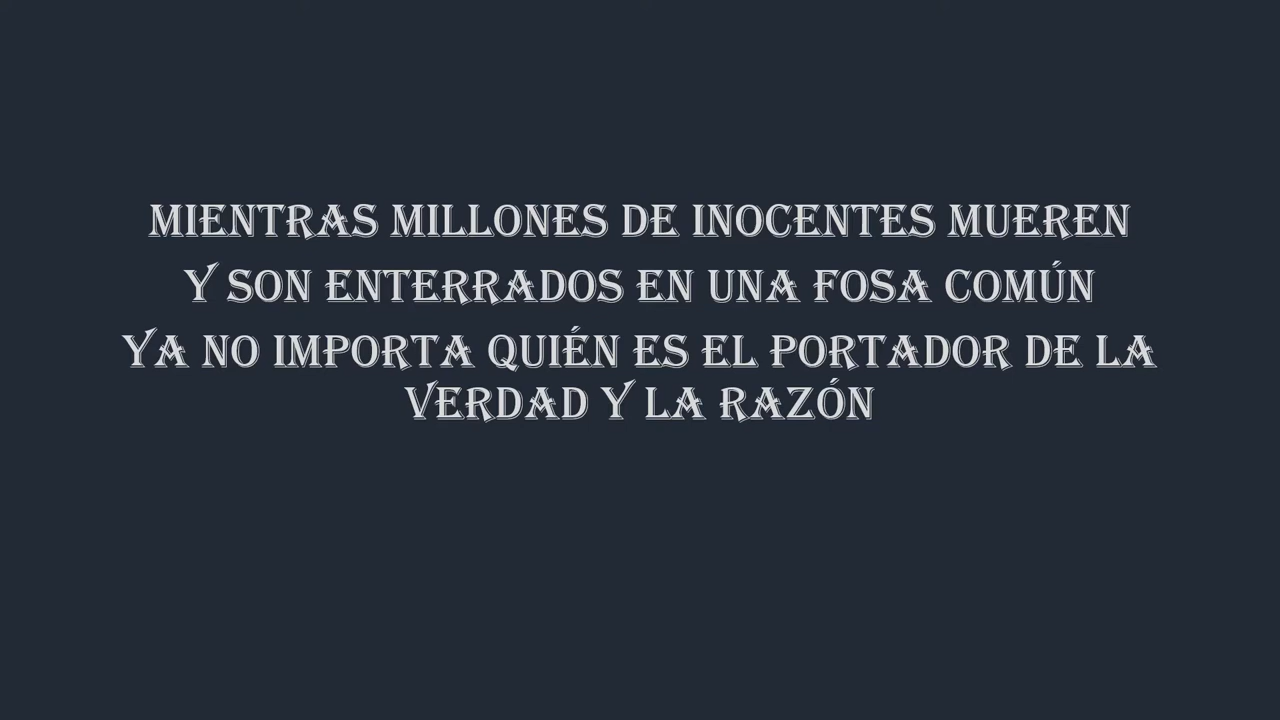 MIENTRAS MILLONES DE INOCENTES MUEREN
Y SON ENTERRADOS EN UNA FOSA COMÚN
YA NO IMPORTA QUIÉN ES EL PORTADOR DE LA
VERDAD Y LA RAZÓN